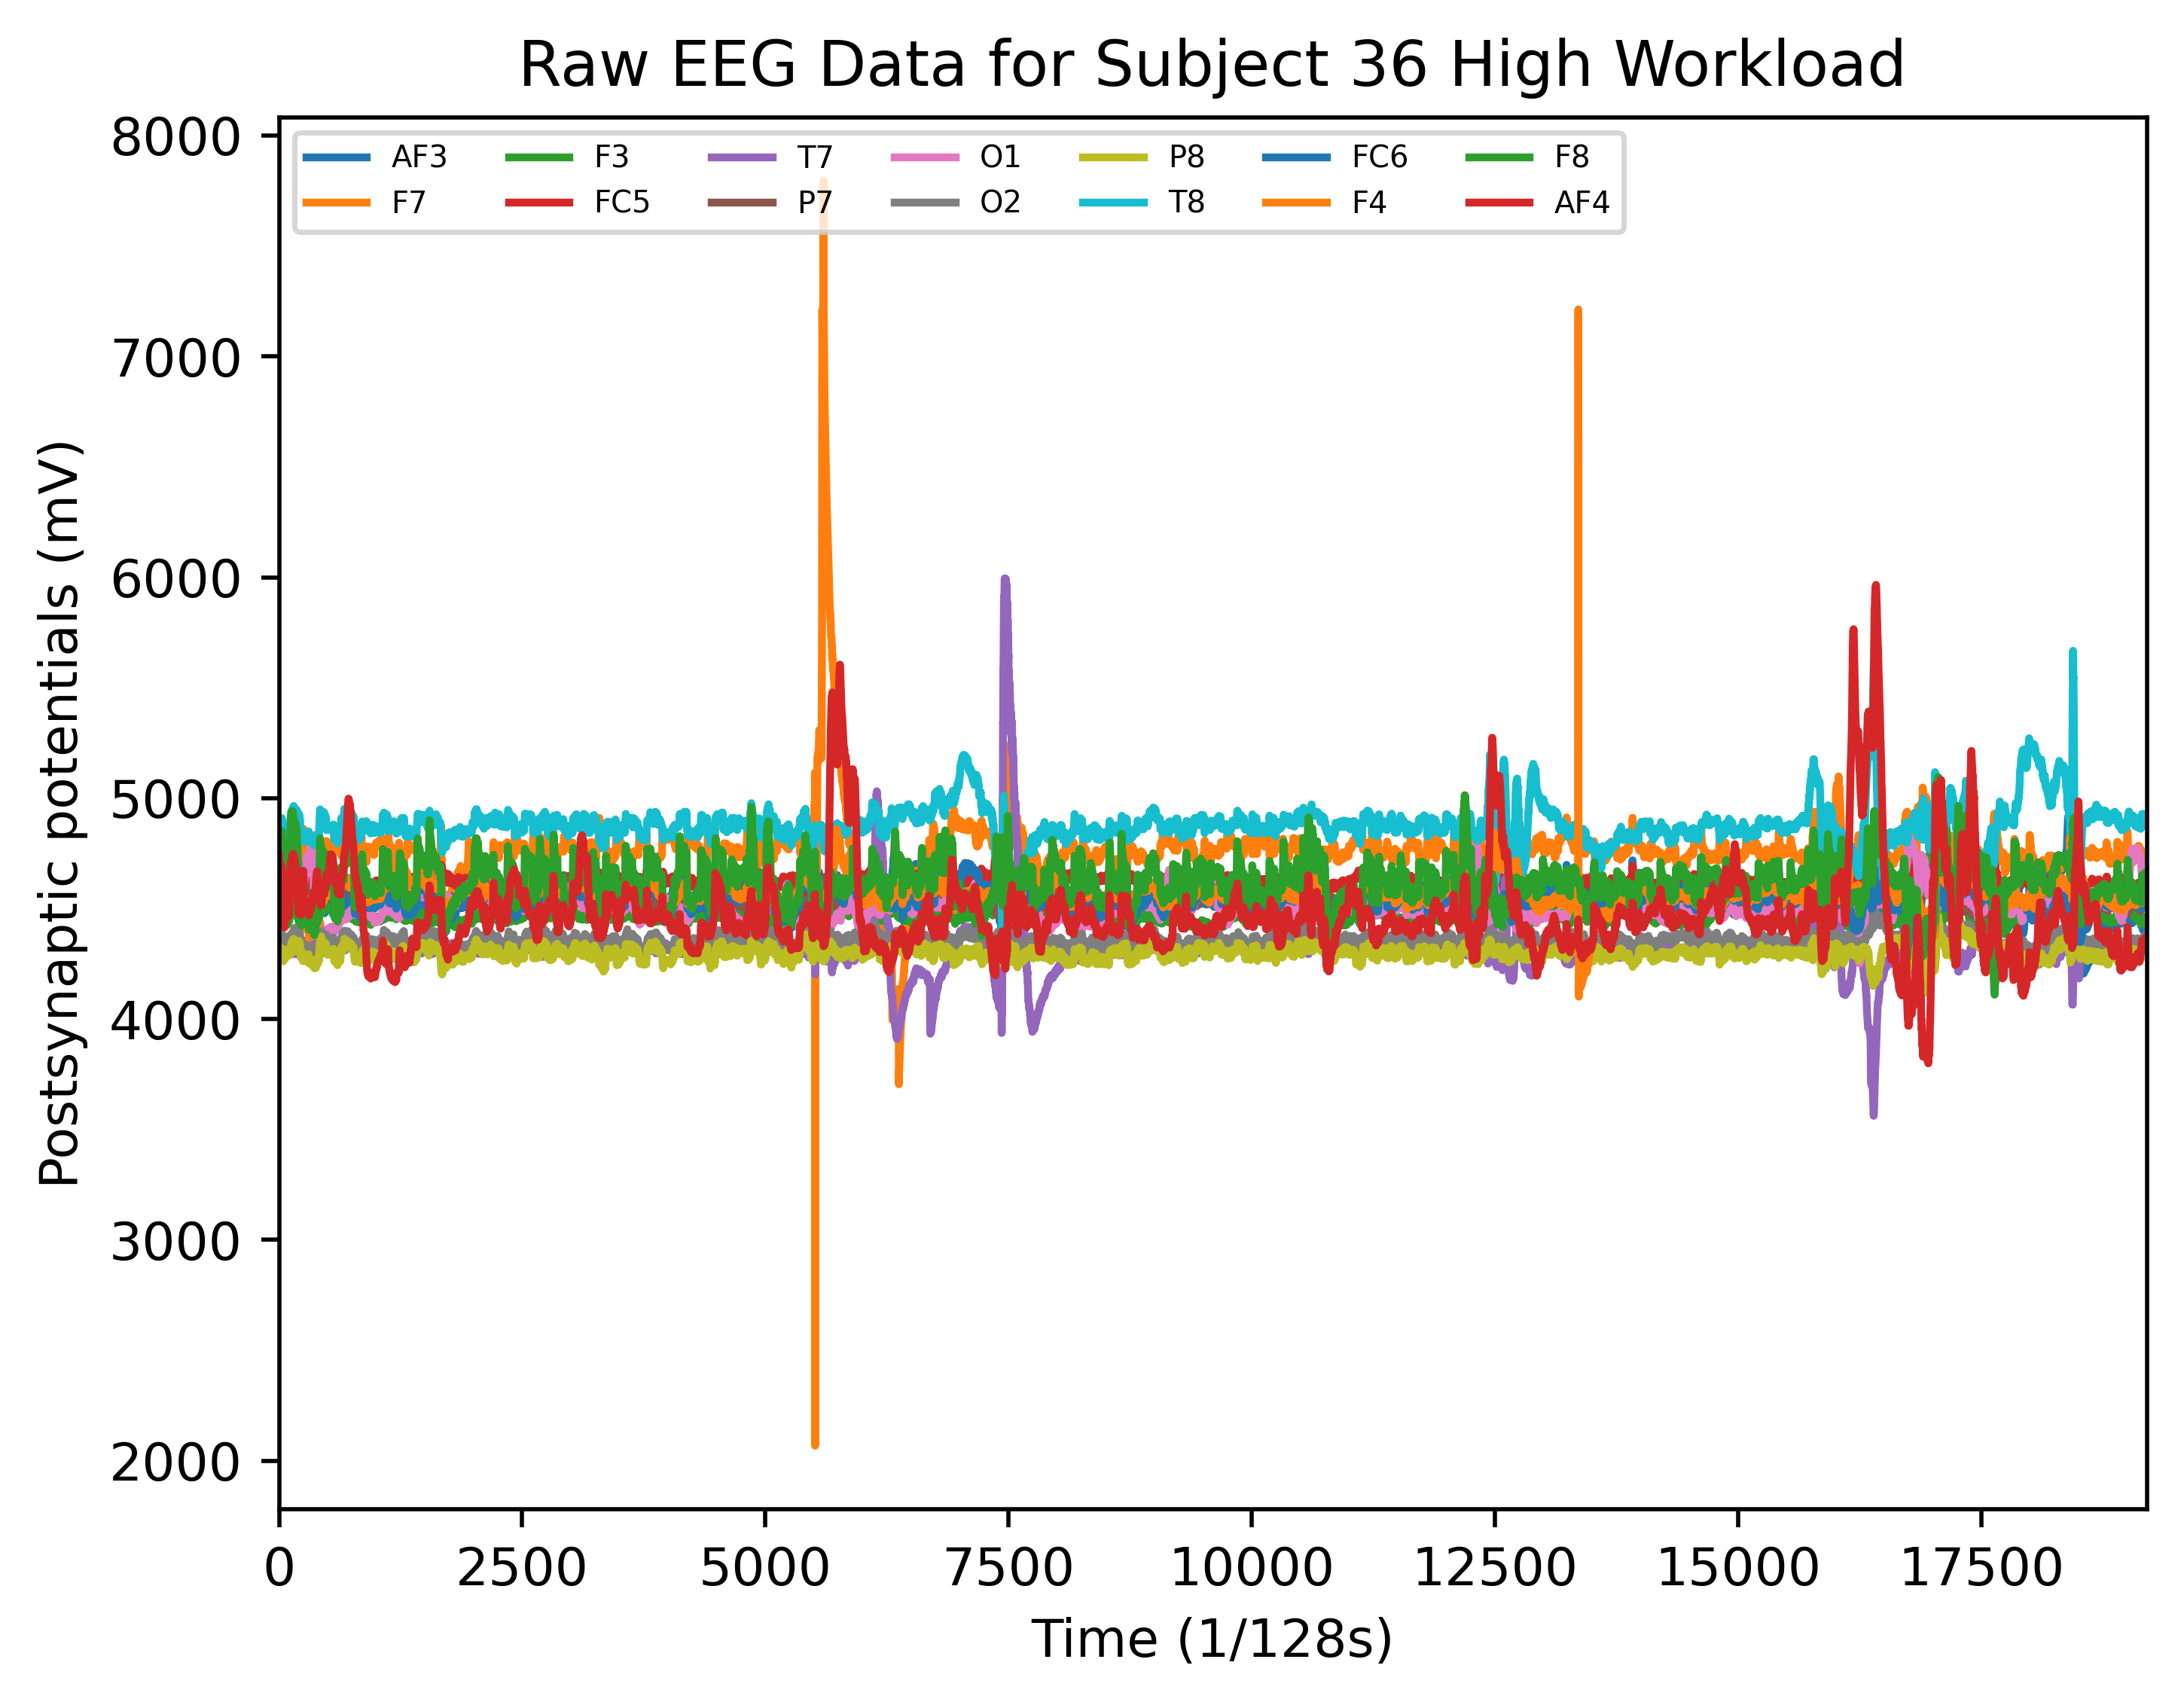 Raw EEG Data for Subject 36 High Workload
8000
7000
6000
5000
4000
3000
2000
Postsynaptic potentials (mV)
AF3 F3 T7 O1 P8 FC6 F8
F7 FC5 P7 O2 T8 F4 AF4
0 2500 5000 7500 10000 12500 15000 17500
Time (1/128s)